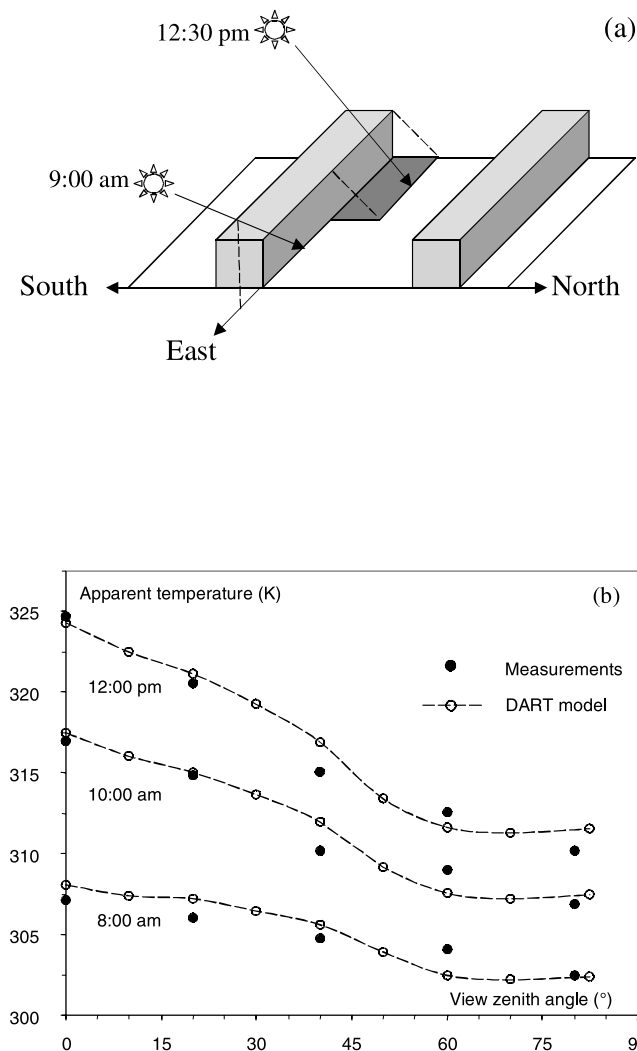 (a)
12:30 pm
9:00 am
South
North
East
(b)
Apparent temperature (K)
325
Measurements
DART model
12:00 pm
320
315
10:00 am
310
8:00 am
305
View zenith angle (°)
300
0 15 30 45 60 75 9